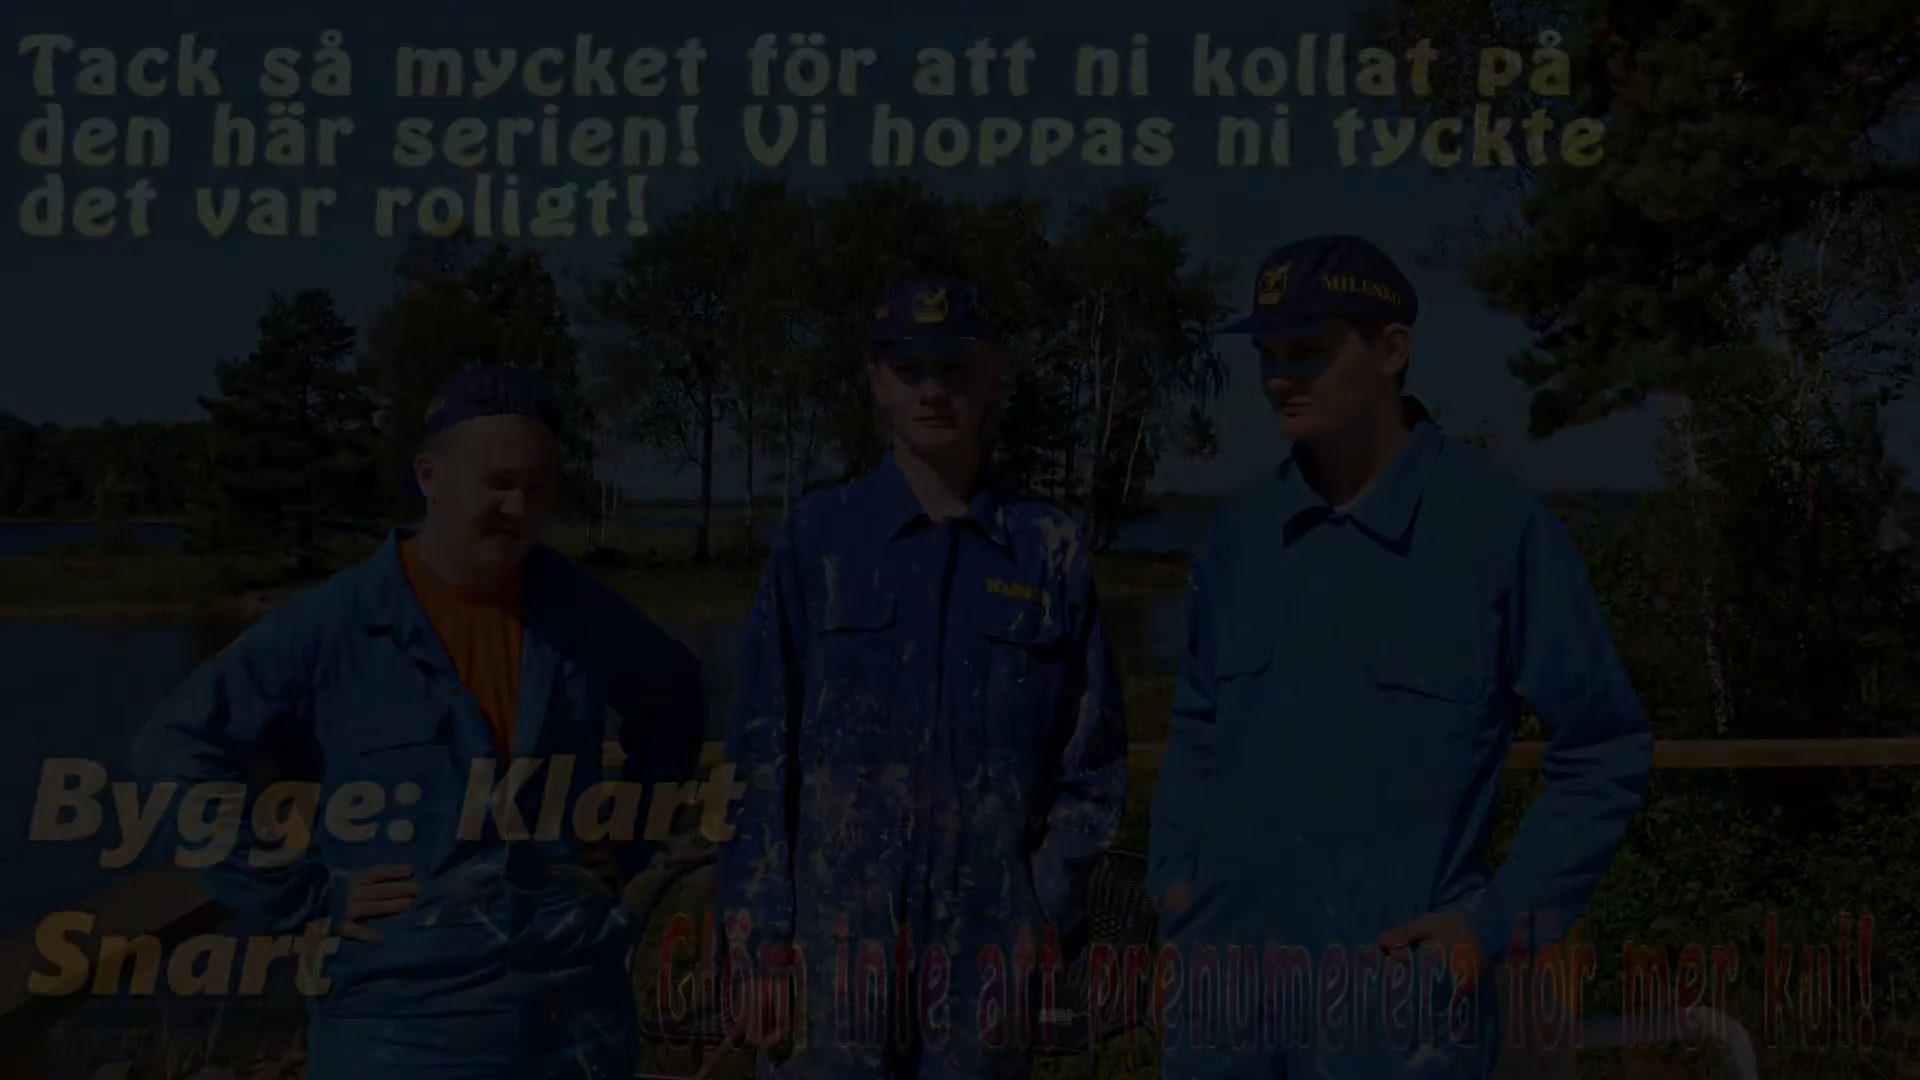 Tack så mycket för att ni kollat på
den här serien! Vi hoppas ni tyckte
det var roligt!
MILENKO
Bygge: Klart
Snart
Glöm inte att prenumerera för mer kul!